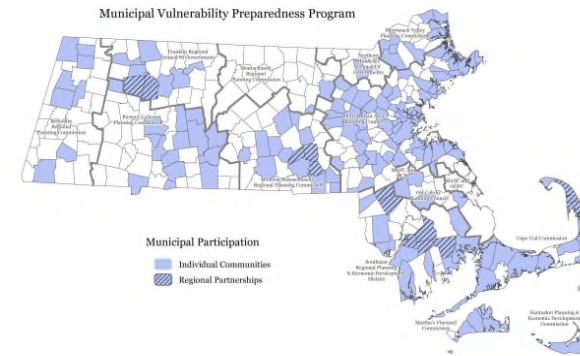 Municipal Vulnerability Preparedness Program
Merrimack Valley
Planning Commission
Franklin Regional
Council Of Governments
Montachusett
Regional
Planning Commission
Northern
Middlesex
Council Of
Governments
Metropolitan Area
Planning Council
Pioneer Valley
Planning Commission
Berkshire
Regional
Planning Commission
Central Massachusetts
Regional Planning Commission
Old Colony
Planning Council
Cape Cod Commission
Municipal Participation
Individual Communities
Regional Partnerships
Southeast
Regional Planning
& Economic Development
District
Martha's Vineyard
Commission
Nantucket Planning &
Economic Development
Commission